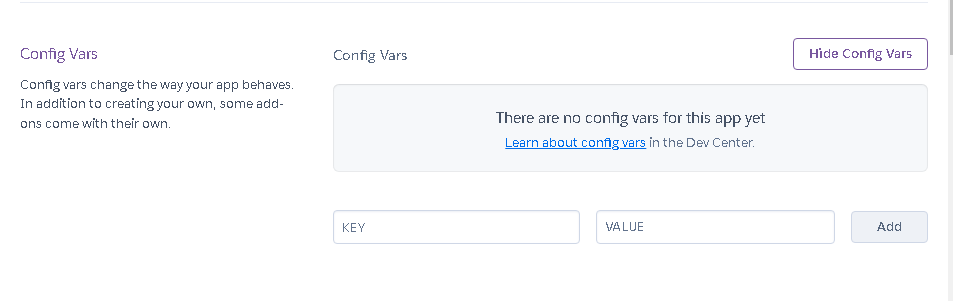 Config Vars
Config vars change the way your app behaves.
In addition to creating your own, some add-
ons come with their own.
Config Vars
Hide Config Vars
There are no config vars for this app yet
Learn about config vars in the Dev Center.
KEY
VALUE
Add